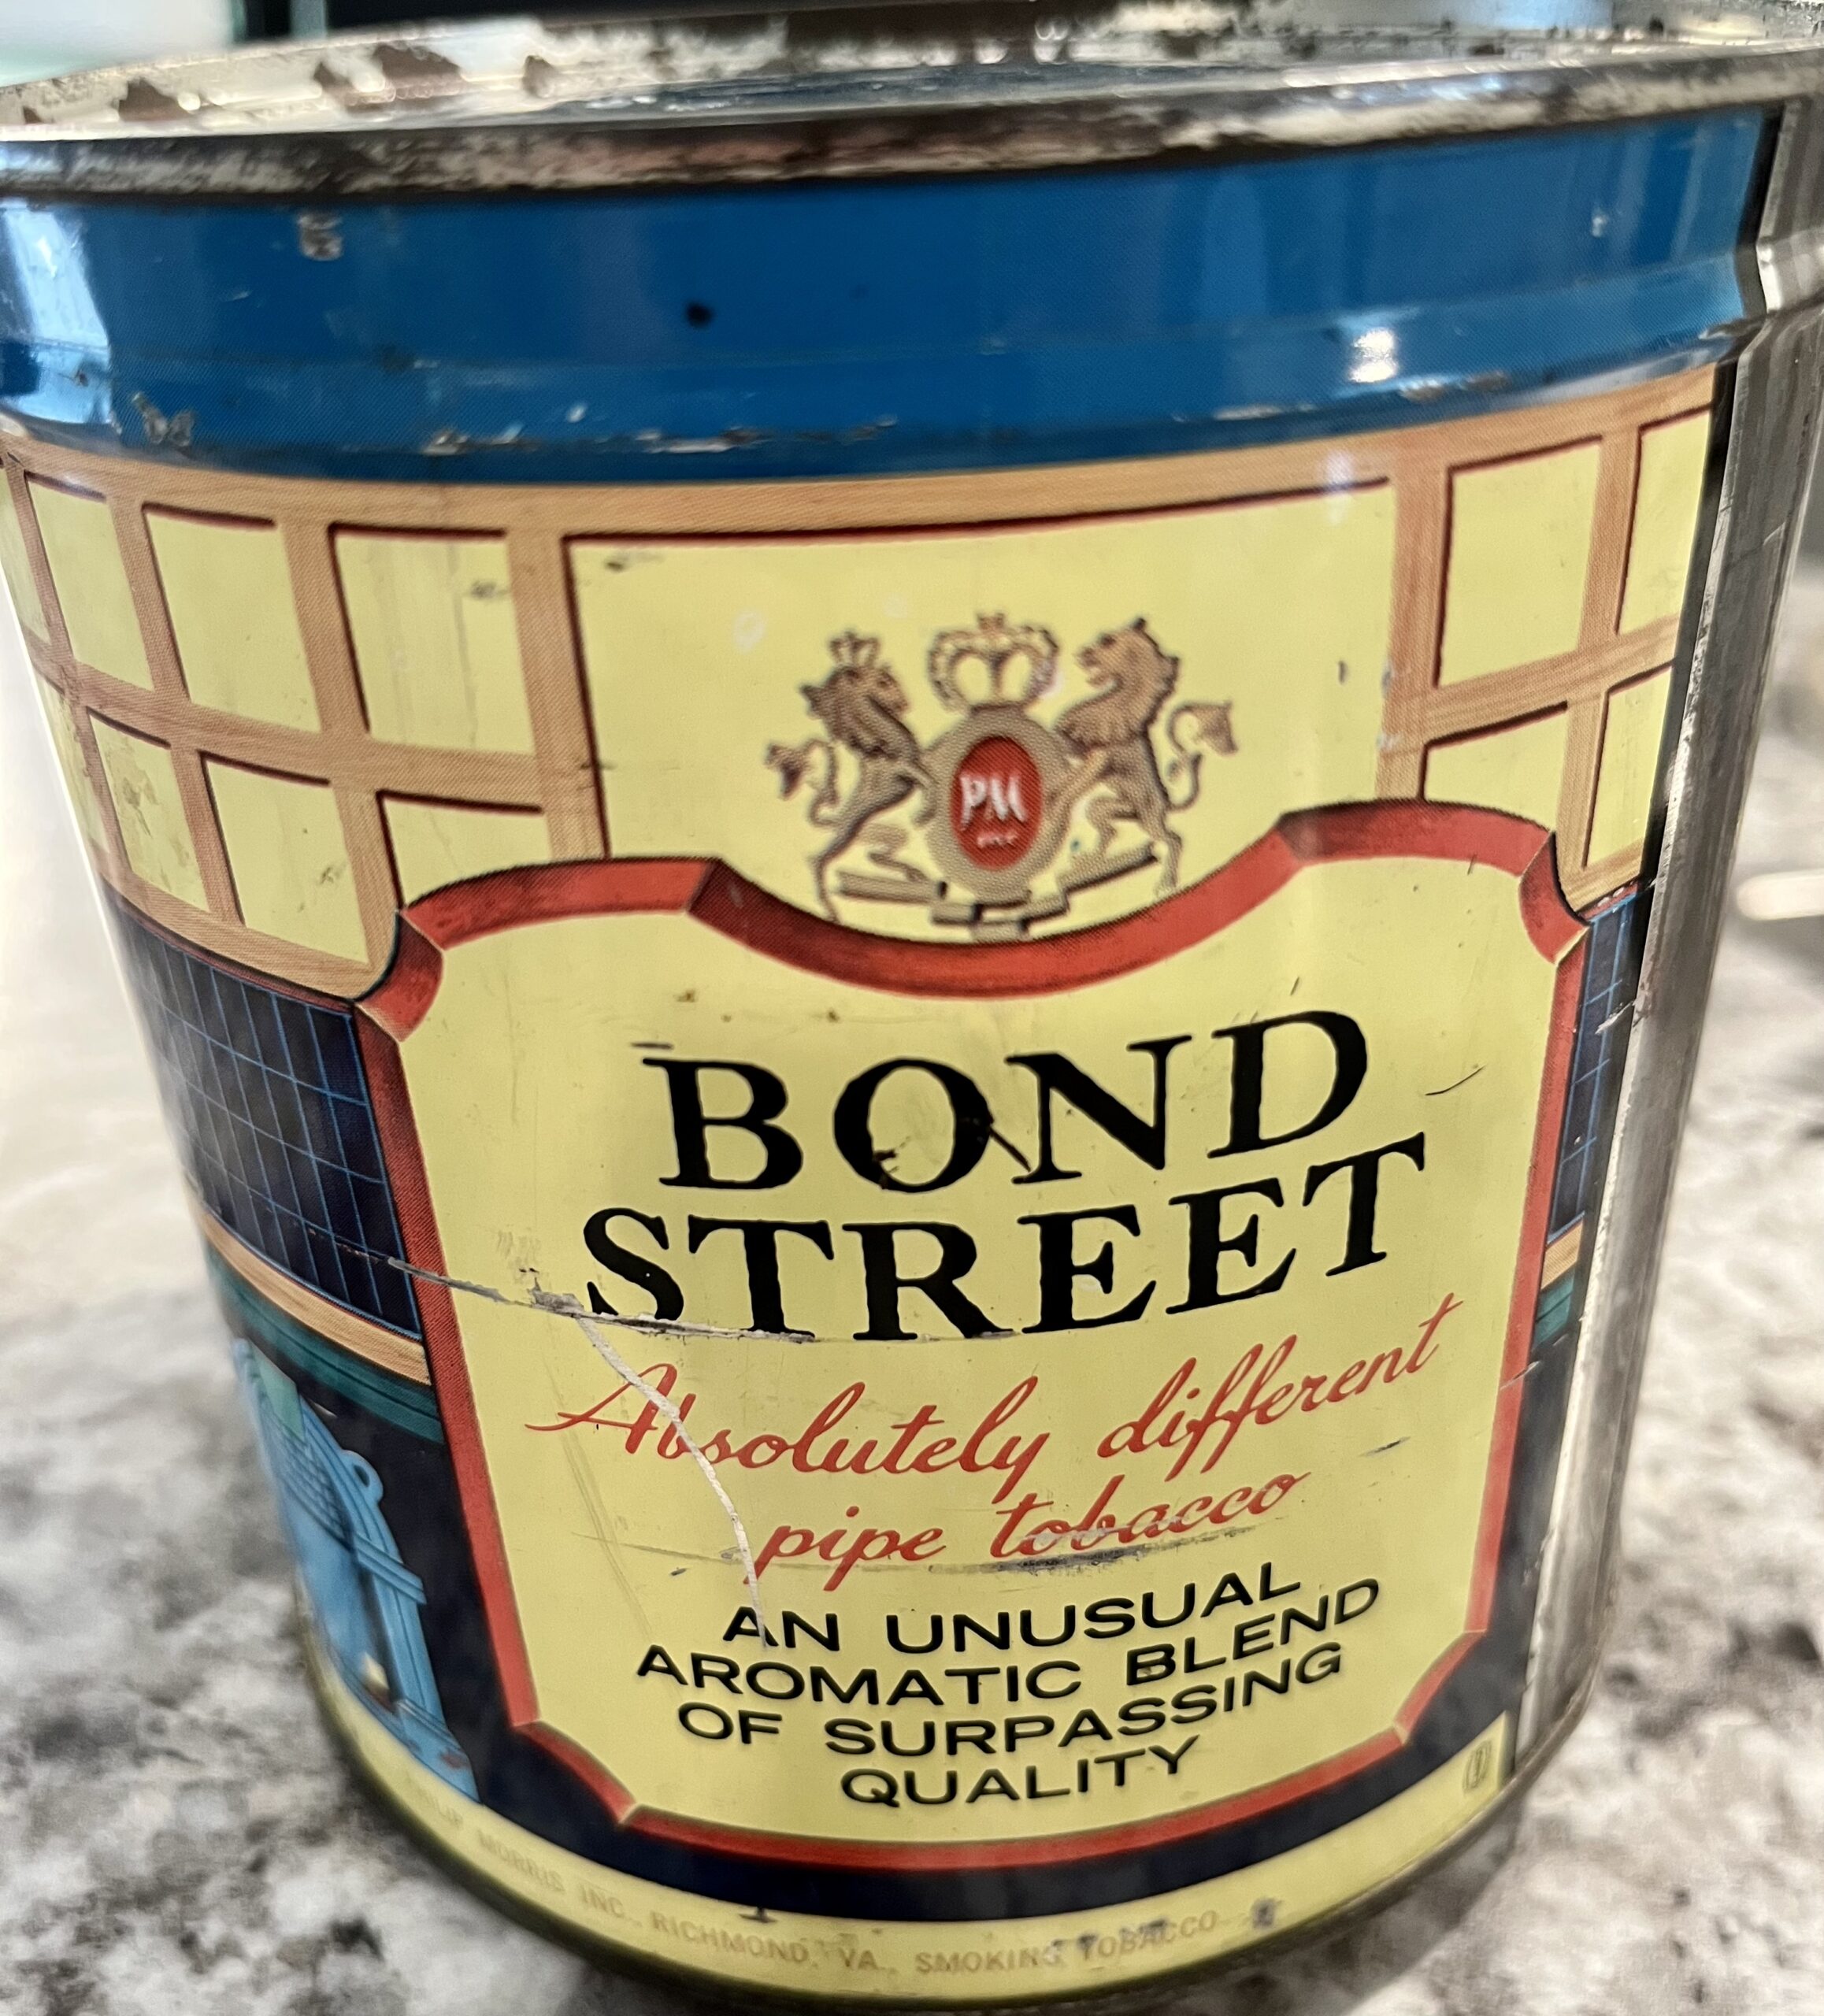 PM
BOND
STREET
Absolutely different
pipe tobacco
AN UNUSUAL
AROMATIC BLEND
OF SURPASSING
QUALITY
MORRIS INC., RICHMOND, VA., SMOKING TOBACCO